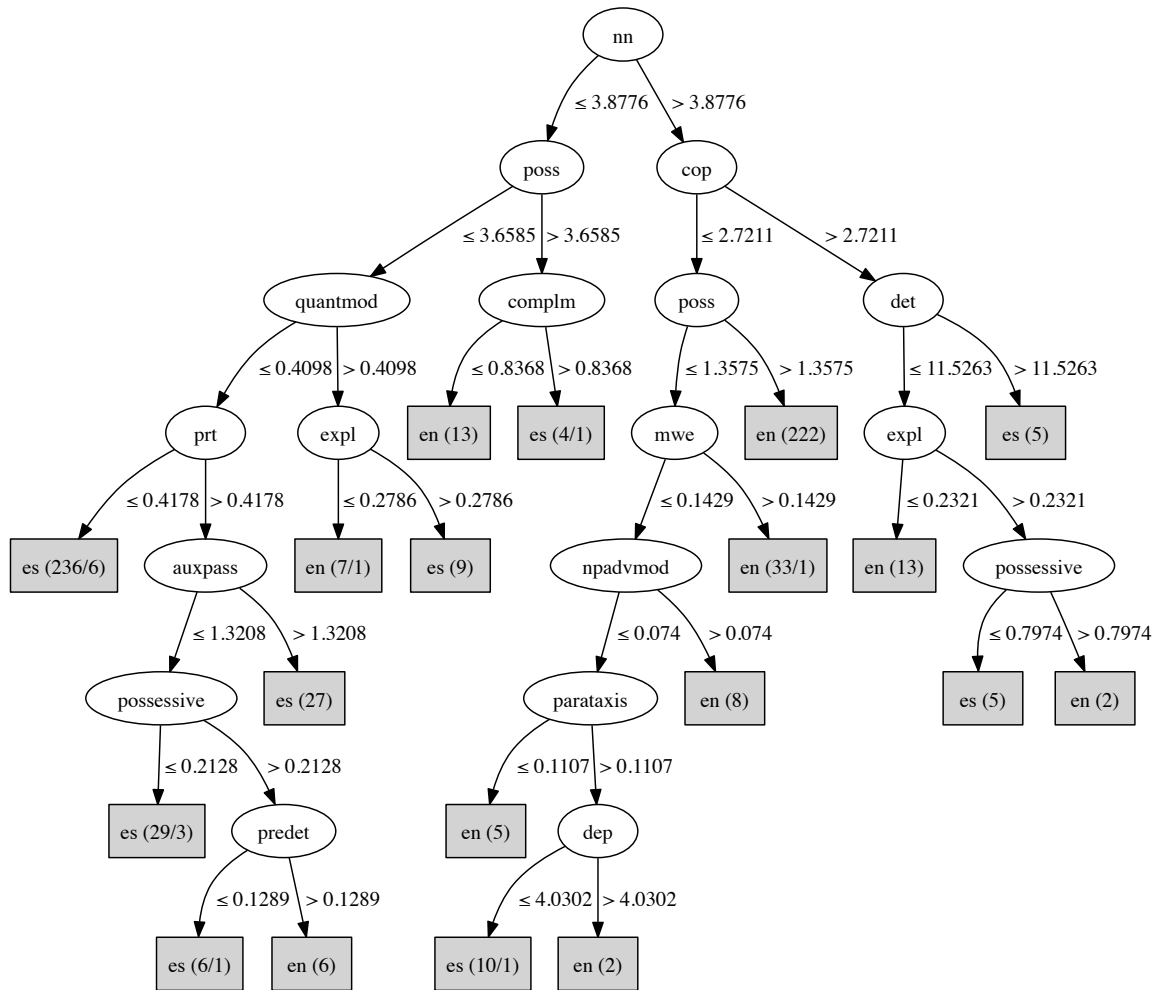 nn
≤ 3.8776 > 3.8776
poss cop
≤ 3.6585 > 3.6585 ≤ 2.7211 > 2.7211
quantmod complm poss det
≤ 0.4098 > 0.4098 ≤ 0.8368 > 0.8368 ≤ 1.3575 > 1.3575 ≤ 11.5263 > 11.5263
prt expl en (13) es (4/1) mwe en (222) expl es (5)
≤ 0.4178 > 0.4178 ≤ 0.2786 > 0.2786 ≤ 0.1429 > 0.1429 ≤ 0.2321 > 0.2321
es (236/6) auxpass en (7/1) es (9) npadvmod en (33/1) en (13) possessive
≤ 1.3208 > 1.3208 ≤ 0.074 > 0.074 ≤ 0.7974 > 0.7974
possessive es (27) parataxis en (8) es (5) en (2)
≤ 0.2128 > 0.2128 ≤ 0.1107 > 0.1107
es (29/3) predet en (5) dep
≤ 0.1289 > 0.1289 ≤ 4.0302 > 4.0302
es (6/1) en (6) es (10/1) en (2)